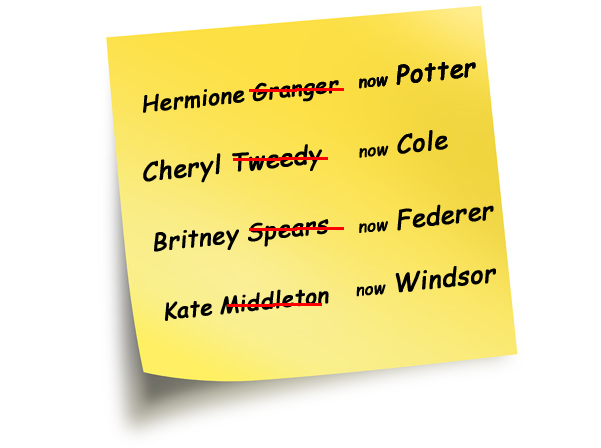 Hermione Granger now Potter
Cheryl Tweedy now Cole
Britney Spears now Federer
Kate Middleton now Windsor